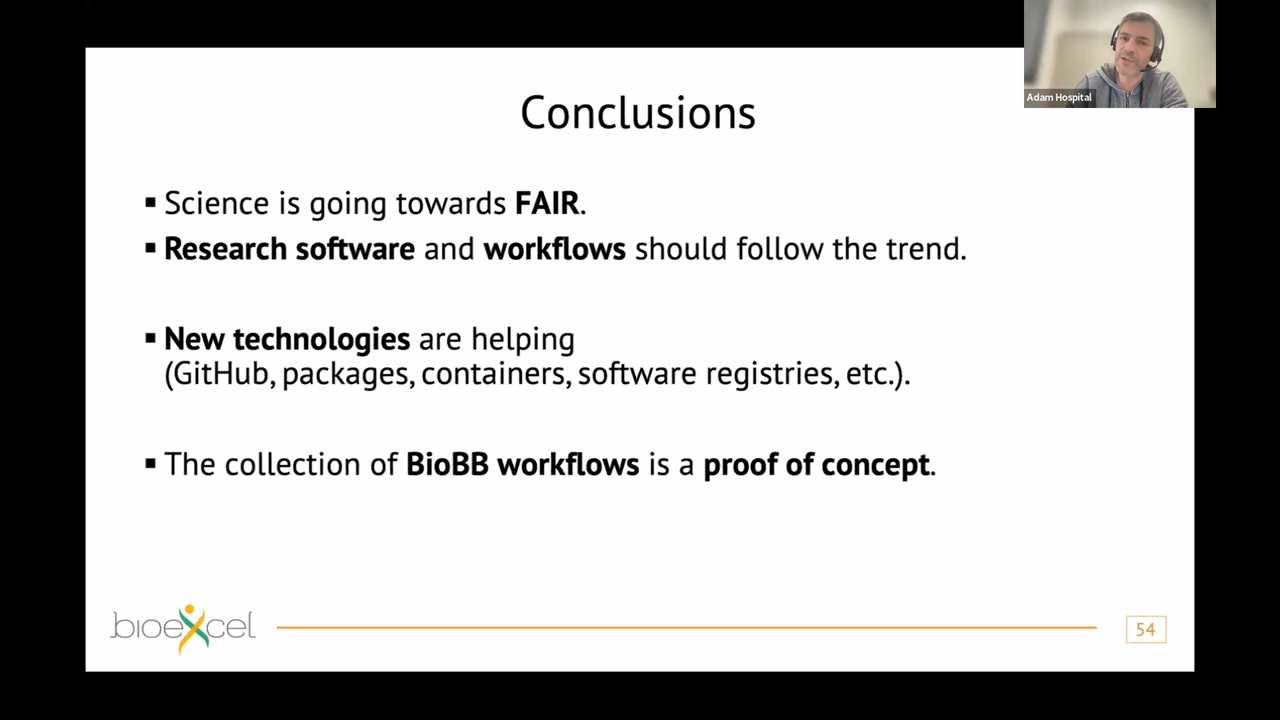 Adam Hospital
Conclusions
▪ Science is going towards FAIR.
▪ Research software and workflows should follow the trend.
▪ New technologies are helping
(GitHub, packages, containers, software registries, etc.).
▪ The collection of BioBB workflows is a proof of concept.
bioexcel
54